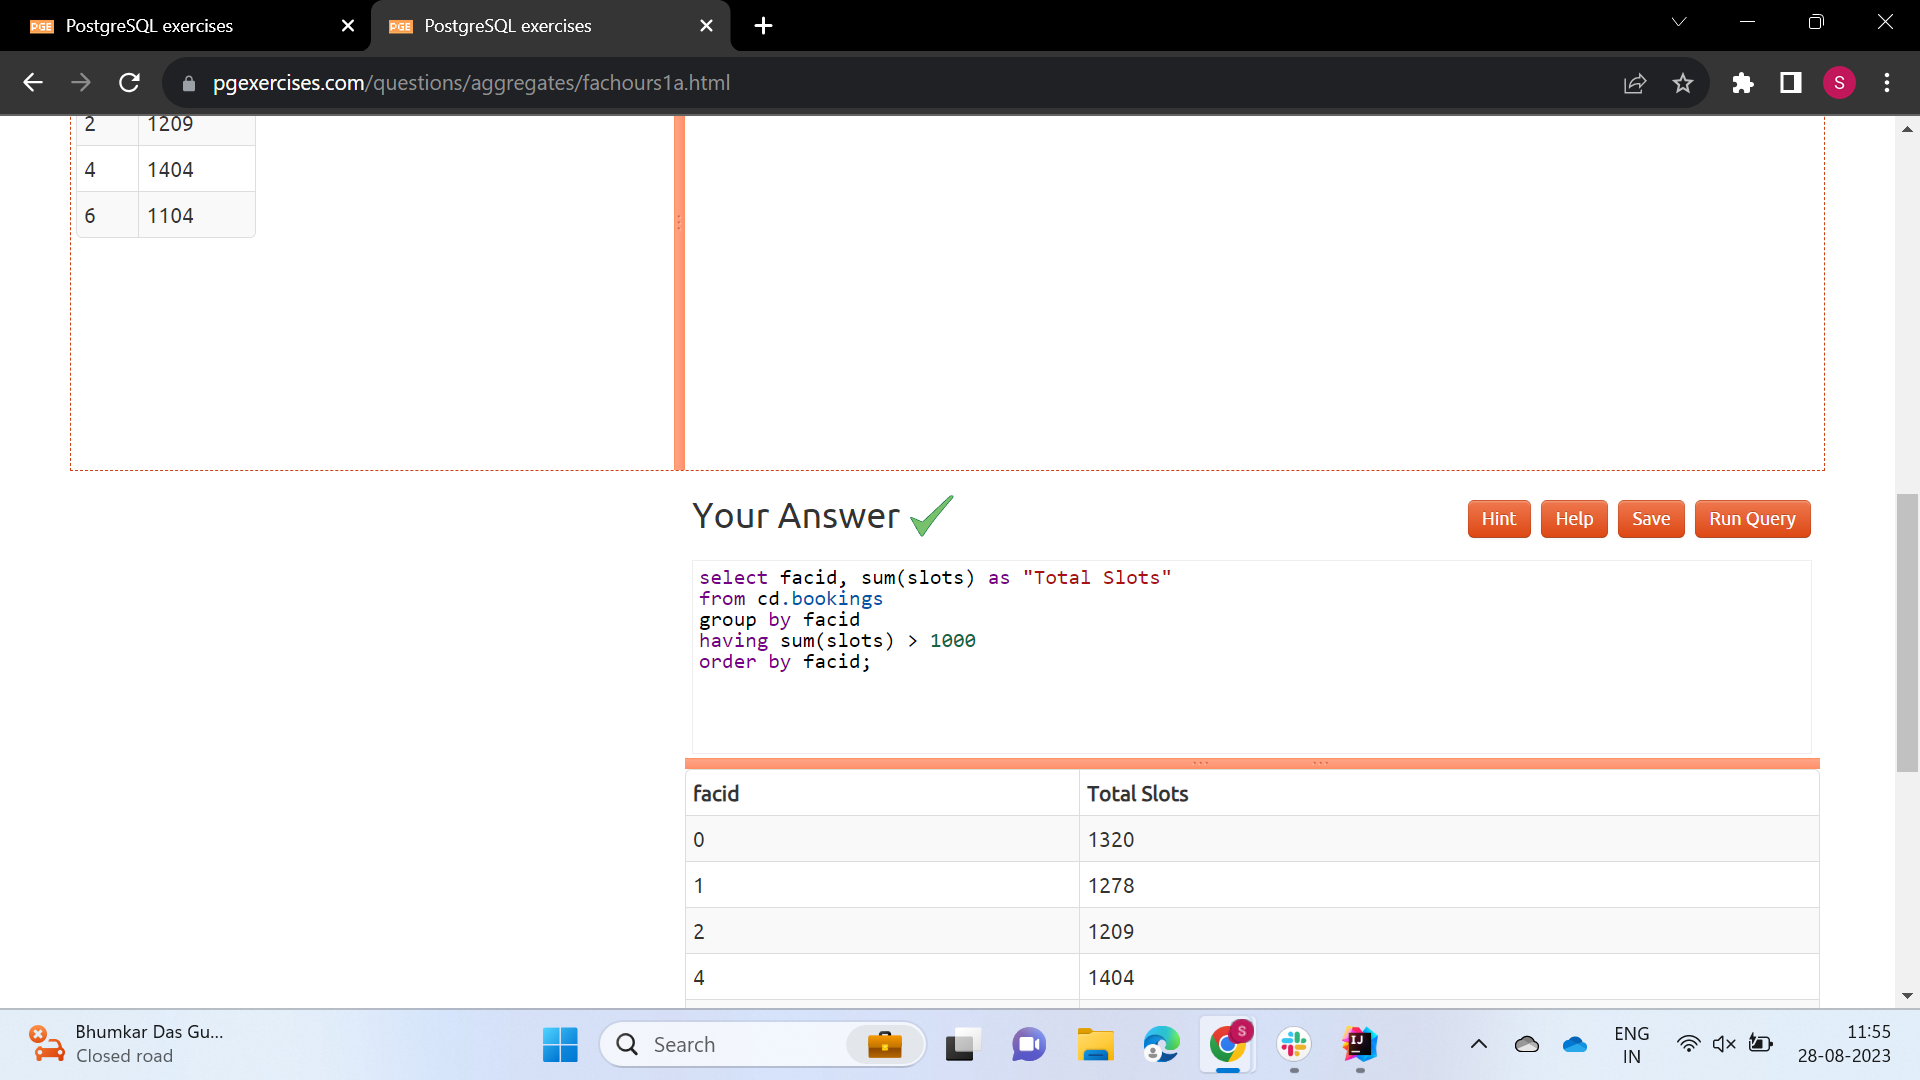 PGE PostgreSQL exercises
PGE PostgreSQL exercises
pgexercises.com/questions/aggregates/fachours1a.html
S
2 1209
4 1404
6 1104
Your Answer
Hint Help Save Run Query
select facid, sum(slots) as "Total Slots"
from cd.bookings
group by facid
having sum(slots) > 1000
order by facid;
facid Total Slots
0 1320
1 1278
2 1209
4 1404
Bhumkar Das Gu...
Closed road
Search
S
IJ
ENG
IN
11:55
28-08-2023